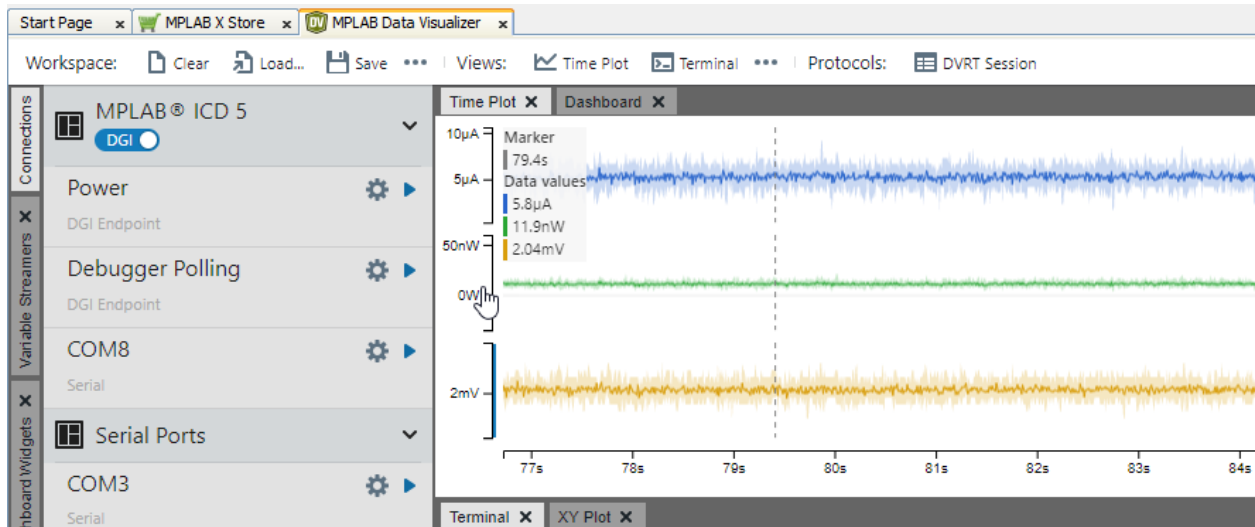 Start Page x MPLAB X Store x DV MPLAB Data Visualizer x
Workspace: Clear Load... Save ••• Views: Time Plot Terminal ••• Protocols: DVRT Session
Connections
Variable Streamers
MPLAB® ICD 5
DGI
Power
DGI Endpoint
Debugger Polling
DGI Endpoint
COM8
Serial
Serial Ports
COM3
Serial
Time Plot Dashboard
10µA
5µA
50nW
0W
2mV
Marker
79.4s
Data values
5.8µA
11.9nW
2.04mV
77s 78s 79s 80s 81s 82s 83s 84s
Terminal XY Plot